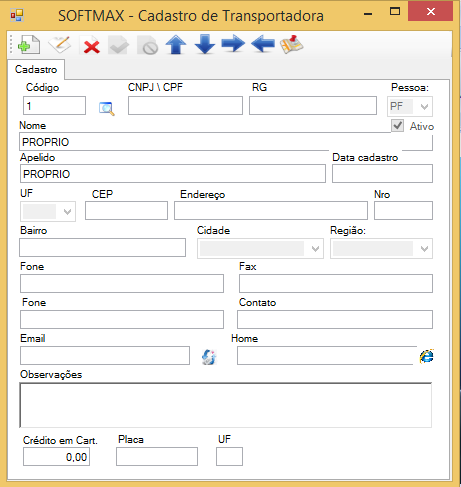 SOFTMAX - Cadastro de Transportadora
Cadastro
Código CNPJ \ CPF RG Pessoa:
1 PF
Nome Ativo
PROPRIO
Apelido Data cadastro
PROPRIO
UF CEP Endereço Nro
Bairro Cidade Região:
Fone Fax
Fone Contato
Email Home
Observações
Crédito em Cart. Placa UF
0,00